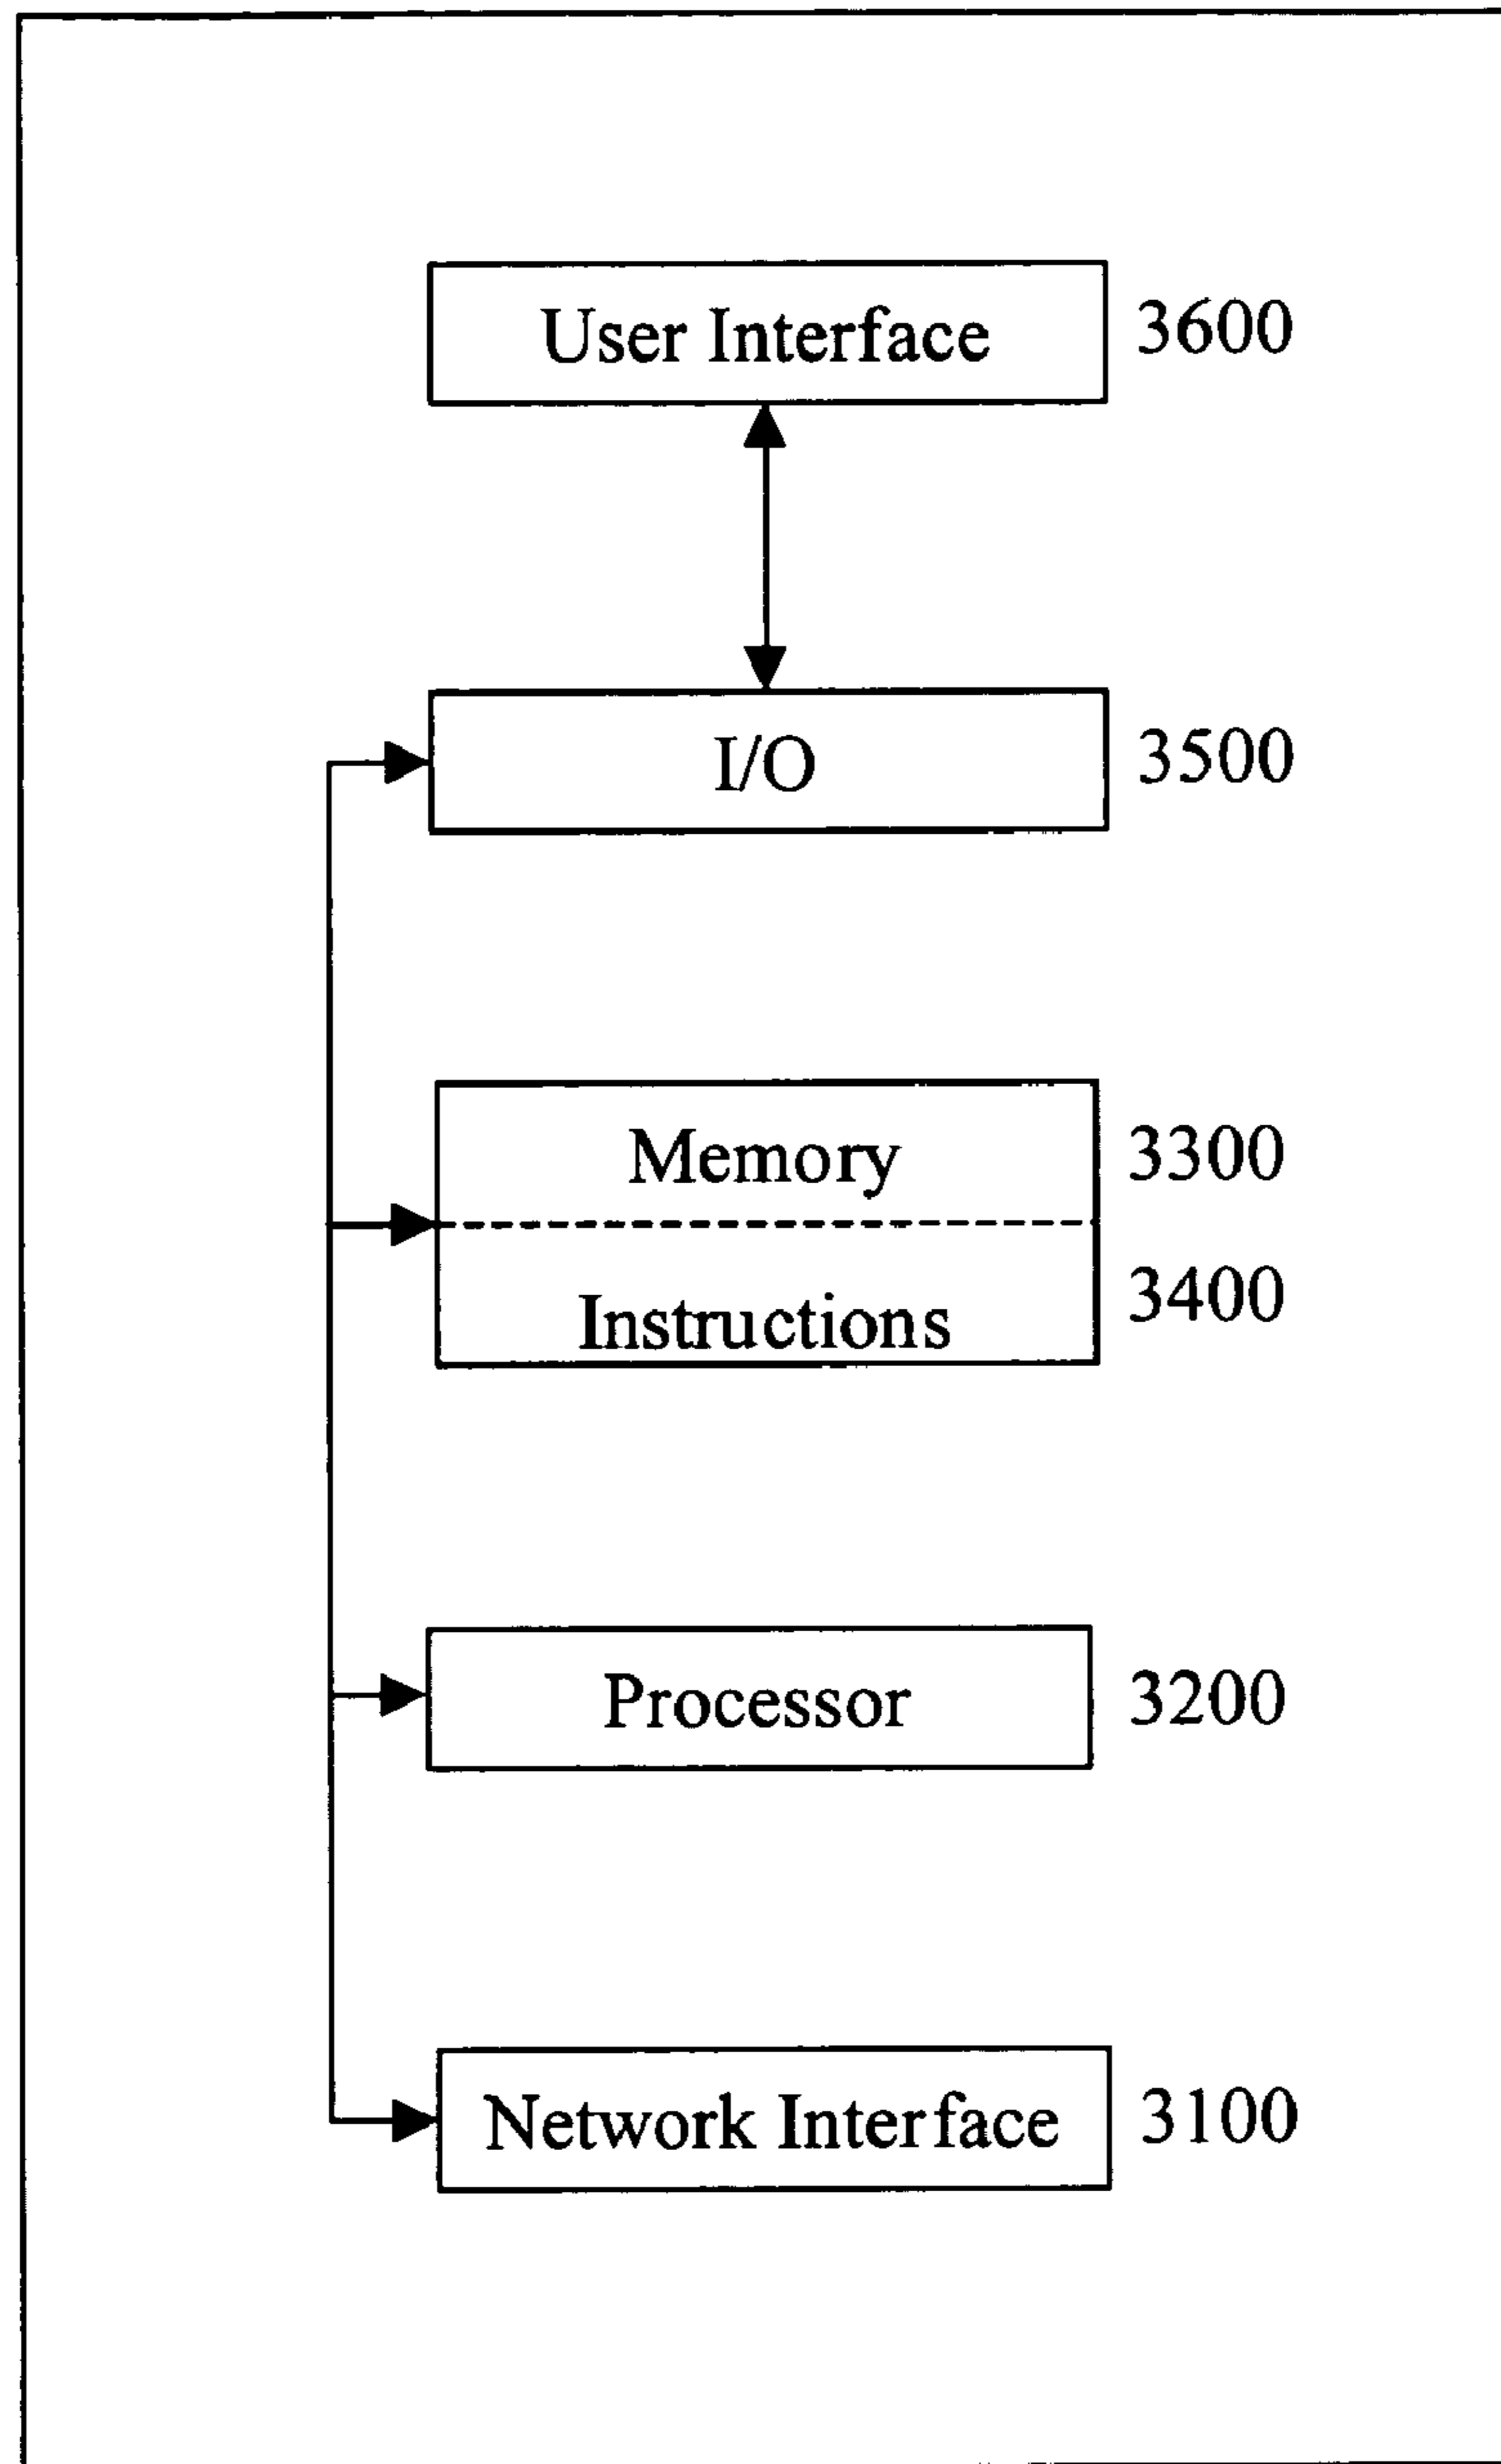 User Interface 3600
I/O 3500
Memory 3300
Instructions 3400
Processor 3200
Network Interface 3100